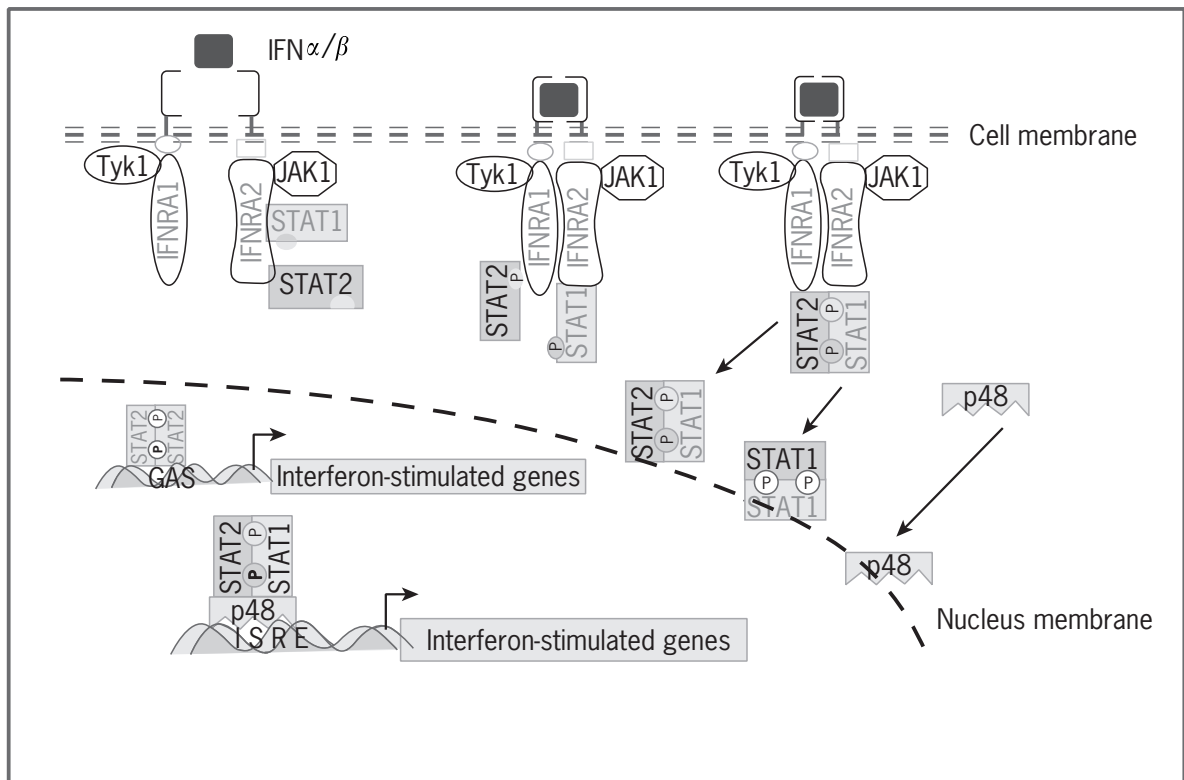 IFNα/β
Cell membrane
Tyk1
IFNRA1
IFNRA2
JAK1
STAT1
STAT2
Tyk1
IFNRA1
IFNRA2
JAK1
STAT2
P
STAT1
P
Tyk1
IFNRA1
IFNRA2
JAK1
STAT2
P
P
STAT1
STAT2
P
P
STAT1
p48
STAT1
P P
STAT1
p48
Nucleus membrane
STAT2
P
P
STAT2
GAS
Interferon-stimulated genes
STAT2
P
P
STAT1
p48
ISRE
Interferon-stimulated genes